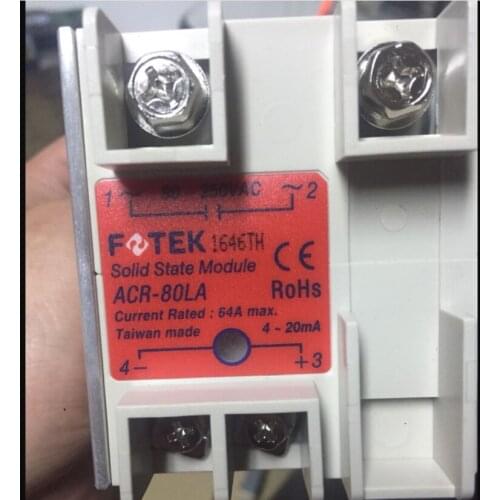 1 ~ 90 - 250VAC ~ 2
FOTEK 1646TH
Solid State Module CE
ACR-80LA RoHs
Current Rated : 64A max.
Taiwan made 4 - 20mA
4- +3